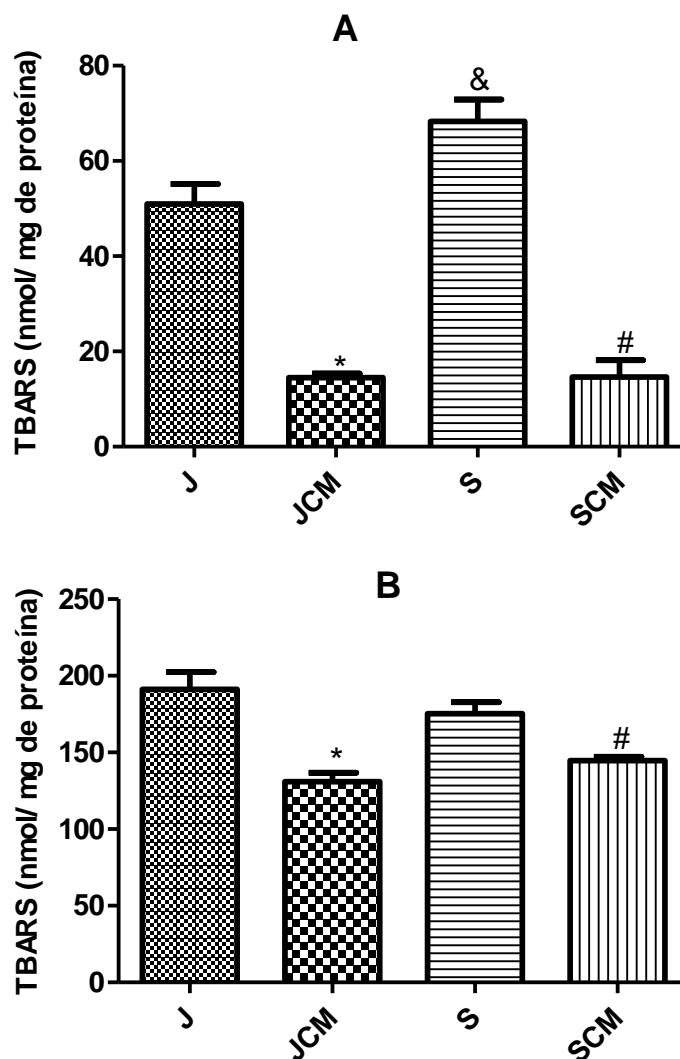 A
TBARS (nmol/ mg de proteína)
80
60
40
20
0
*
&
#
J
JCM
S
SCM
B
TBARS (nmol/ mg de proteína)
250
200
150
100
50
0
*
#
J
JCM
S
SCM